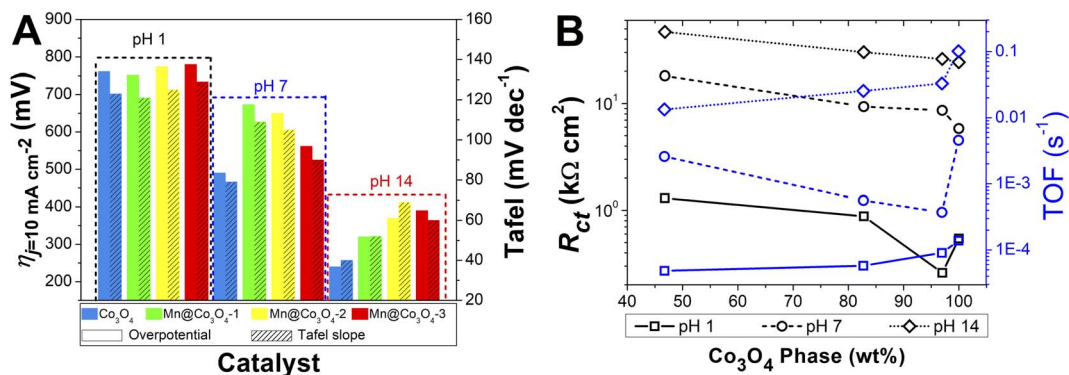 A
η_{j=10 mA cm⁻²} (mV)
900
800
700
600
500
400
300
200
pH 1
pH 7
pH 14
160
140
120
100
80
60
40
20
Tafel (mV dec⁻¹)
Co₃O₄ Mn@Co₃O₄-1 Mn@Co₃O₄-2 Mn@Co₃O₄-3
Overpotential Tafel slope
Catalyst
B
R_{ct} (kΩ cm²)
10¹
10⁰
0.1
0.01
1E-3
1E-4
TOF (s⁻¹)
40 50 60 70 80 90 100
pH 1 pH 7 pH 14
Co₃O₄ Phase (wt%)